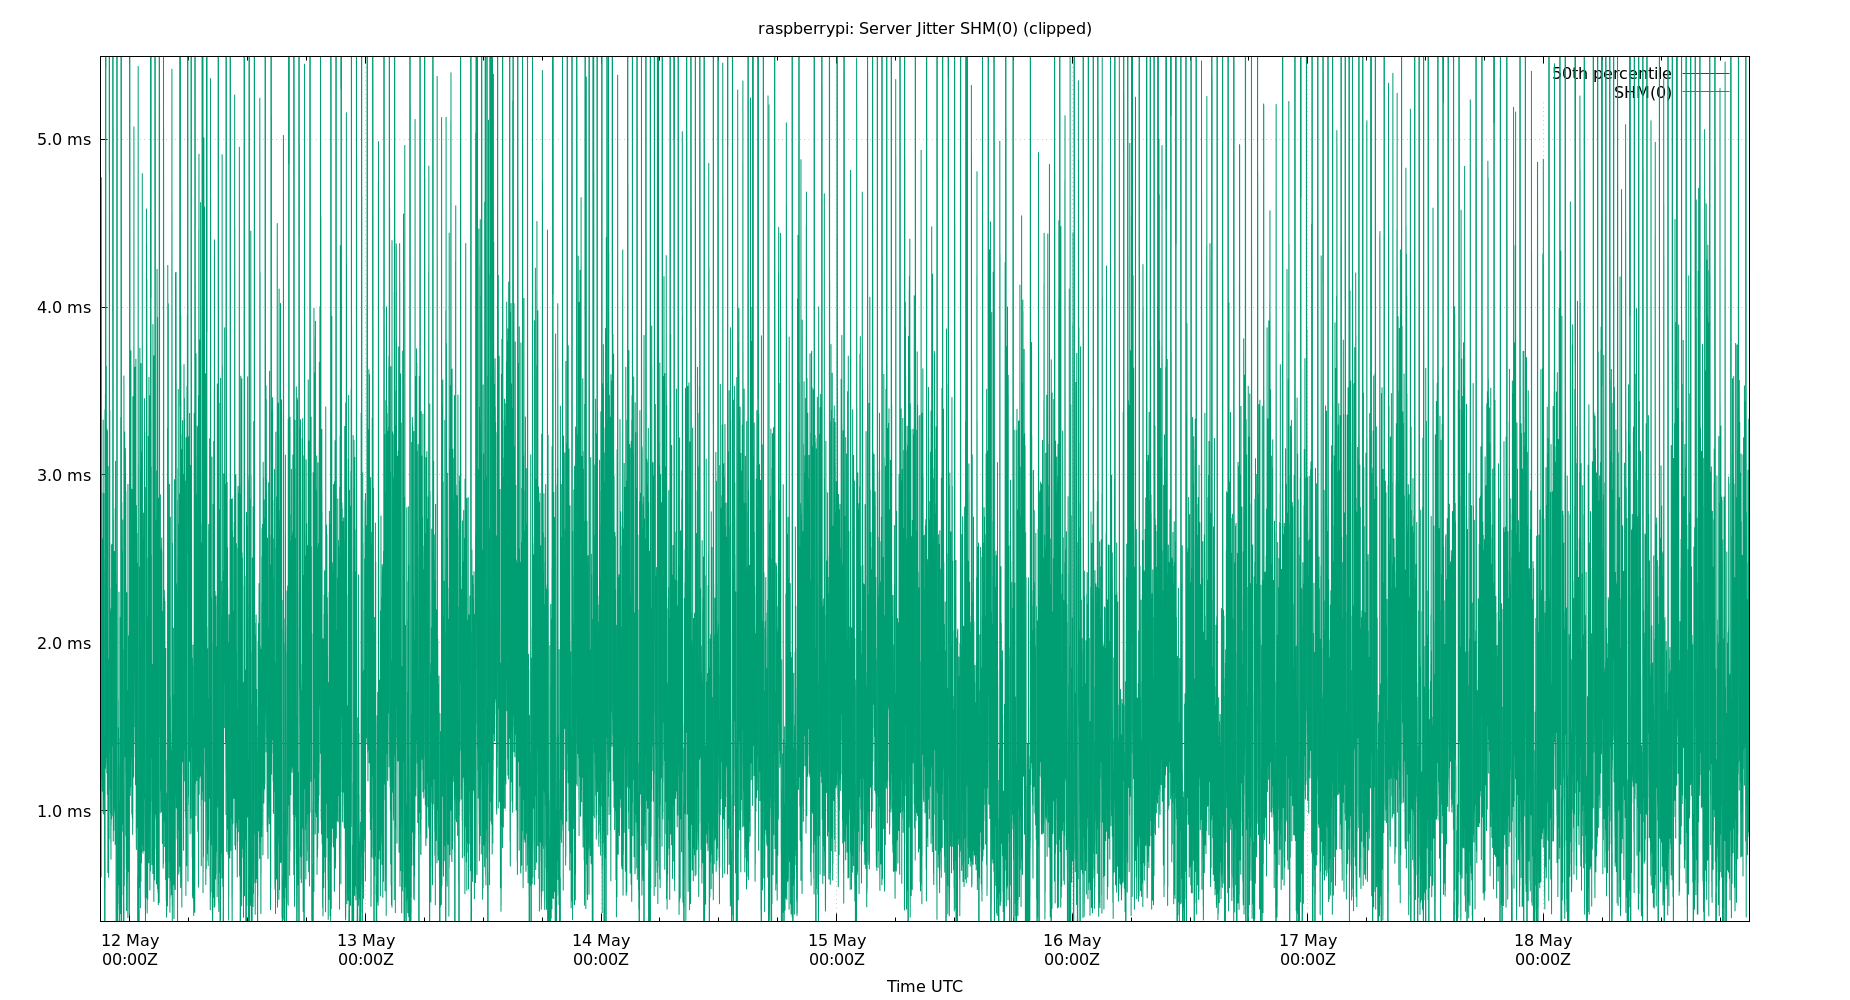 raspberrypi: Server Jitter SHM(0) (clipped)
50th percentile
SHM(0)
5.0 ms
4.0 ms
3.0 ms
2.0 ms
1.0 ms
12 May 13 May 14 May 15 May 16 May 17 May 18 May
00:00Z 00:00Z 00:00Z 00:00Z 00:00Z 00:00Z 00:00Z
Time UTC